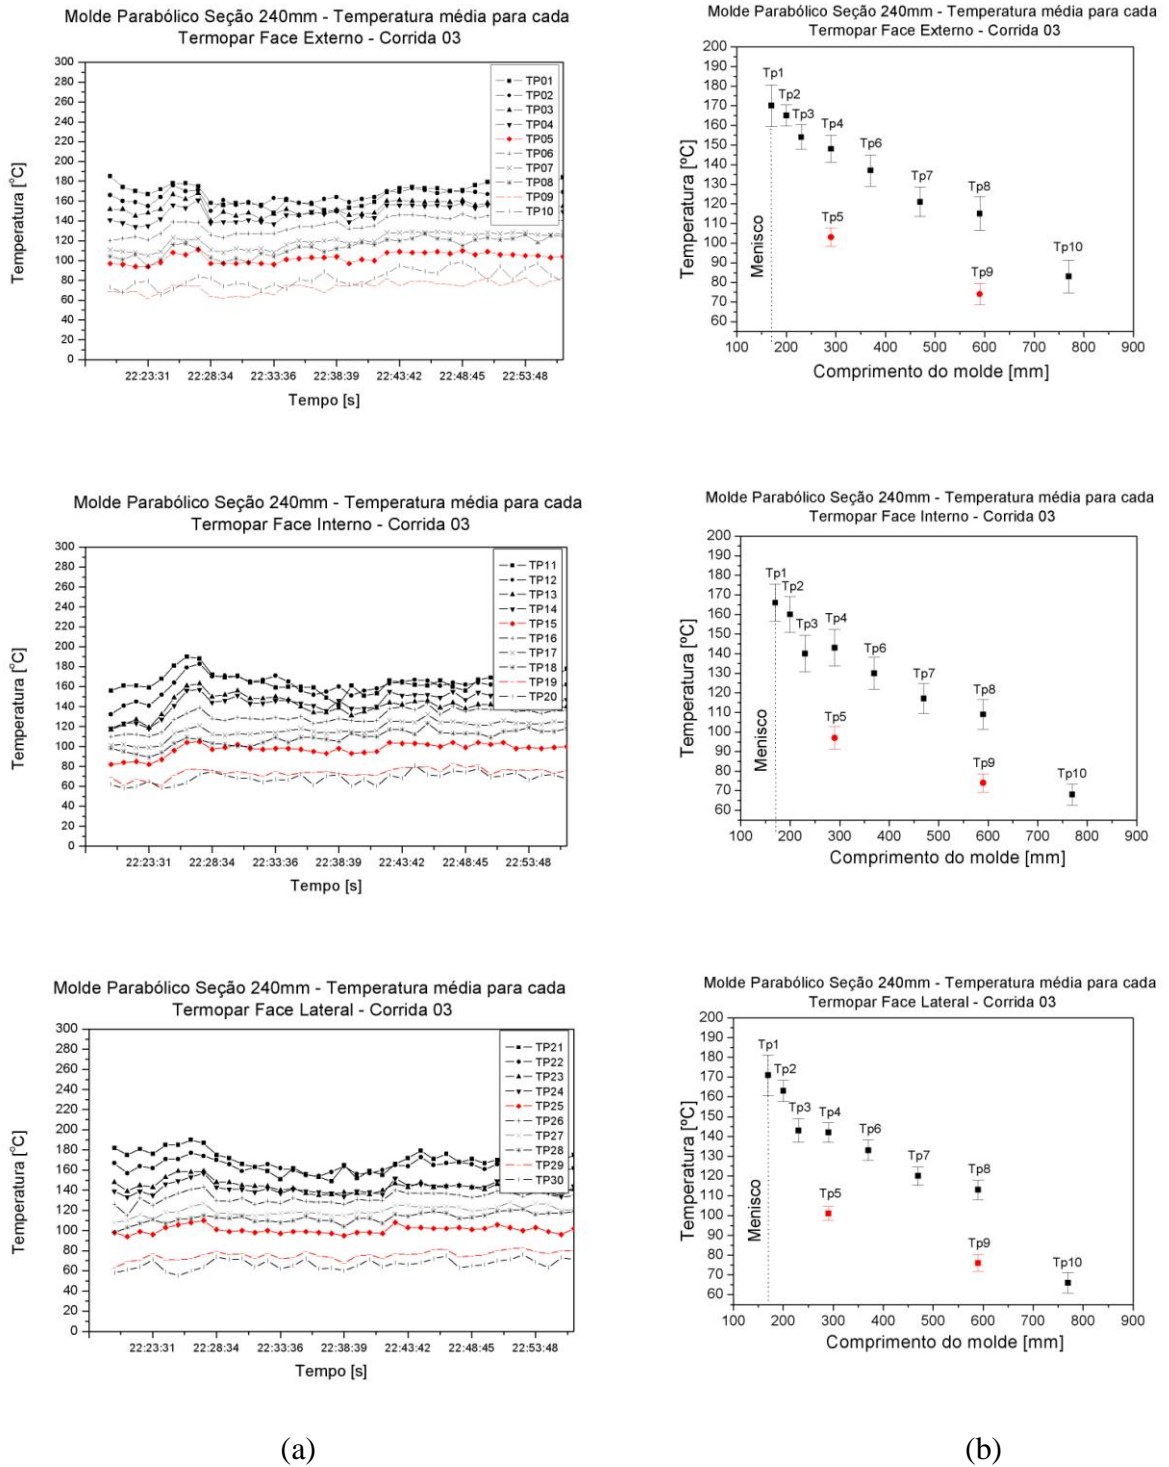 Molde Parabólico Seção 240mm - Temperatura média para cada
Termopar Face Externo - Corrida 03
Temperatura [°C]
300
280
260
240
220
200
180
160
140
120
100
80
60
40
20
0
TP01
TP02
TP03
TP04
TP05
TP06
TP07
TP08
TP09
TP10
22:23:31 22:28:34 22:33:36 22:38:39 22:43:42 22:48:45 22:53:48
Tempo [s]
Molde Parabólico Seção 240mm - Temperatura média para cada
Termopar Face Externo - Corrida 03
Temperatura [ºC]
200
190
180
170
160
150
140
130
120
110
100
90
80
70
60
Menisco
Tp1
Tp2
Tp3
Tp4
Tp6
Tp7
Tp8
Tp5
Tp9
Tp10
100 200 300 400 500 600 700 800 900
Comprimento do molde [mm]
Molde Parabólico Seção 240mm - Temperatura média para cada
Termopar Face Interno - Corrida 03
Temperatura [°C]
300
280
260
240
220
200
180
160
140
120
100
80
60
40
20
0
TP11
TP12
TP13
TP14
TP15
TP16
TP17
TP18
TP19
TP20
22:23:31 22:28:34 22:33:36 22:38:39 22:43:42 22:48:45 22:53:48
Tempo [s]
Molde Parabólico Seção 240mm - Temperatura média para cada
Termopar Face Interno - Corrida 03
Temperatura [ºC]
200
190
180
170
160
150
140
130
120
110
100
90
80
70
60
Menisco
Tp1
Tp2
Tp3
Tp4
Tp6
Tp7
Tp8
Tp5
Tp9
Tp10
100 200 300 400 500 600 700 800 900
Comprimento do molde [mm]
Molde Parabólico Seção 240mm - Temperatura média para cada
Termopar Face Lateral - Corrida 03
Temperatura [°C]
300
280
260
240
220
200
180
160
140
120
100
80
60
40
20
0
TP21
TP22
TP23
TP24
TP25
TP26
TP27
TP28
TP29
TP30
22:23:31 22:28:34 22:33:36 22:38:39 22:43:42 22:48:45 22:53:48
Tempo [s]
Molde Parabólico Seção 240mm - Temperatura média para cada
Termopar Face Lateral - Corrida 03
Temperatura [ºC]
200
190
180
170
160
150
140
130
120
110
100
90
80
70
60
Menisco
Tp1
Tp2
Tp3
Tp4
Tp6
Tp7
Tp8
Tp5
Tp9
Tp10
100 200 300 400 500 600 700 800 900
Comprimento do molde [mm]
(a)
(b)